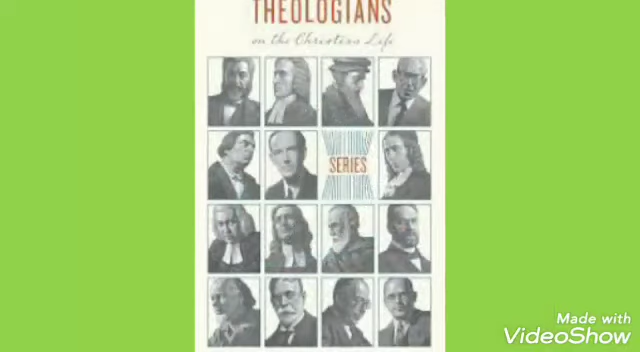 THEOLOGIANS
on the Christian Life
SERIES
Made with
VideoShow